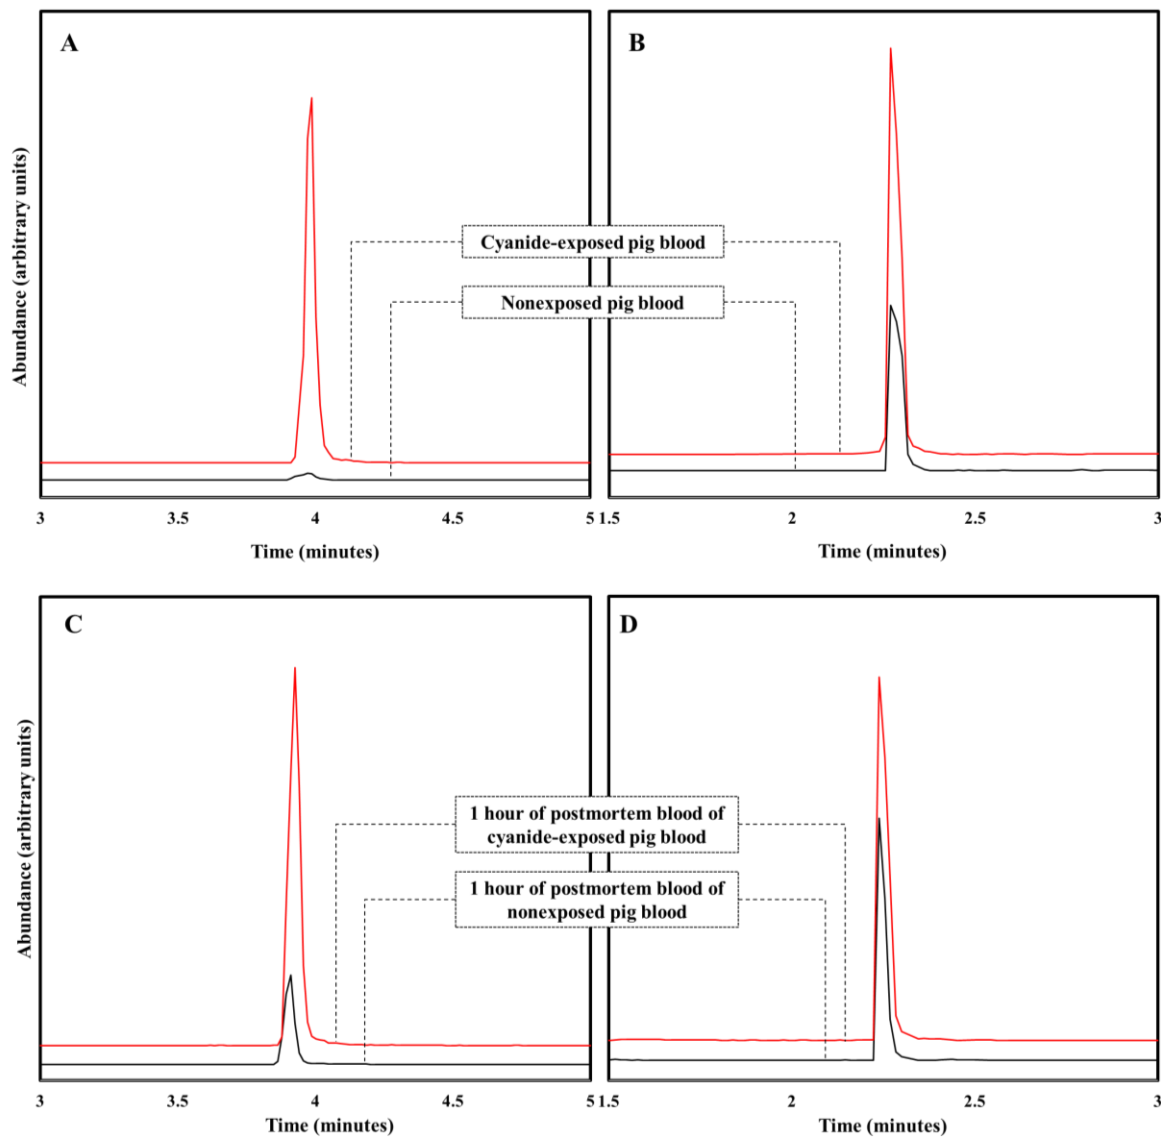 A
B
Abundance (arbitrary units)
Cyanide-exposed pig blood
Nonexposed pig blood
3 3.5 4 4.5 5 1.5 2 2.5 3
Time (minutes) Time (minutes)
C
D
Abundance (arbitrary units)
1 hour of postmortem blood of
cyanide-exposed pig blood
1 hour of postmortem blood of
nonexposed pig blood
3 3.5 4 4.5 5 1.5 2 2.5 3
Time (minutes) Time (minutes)